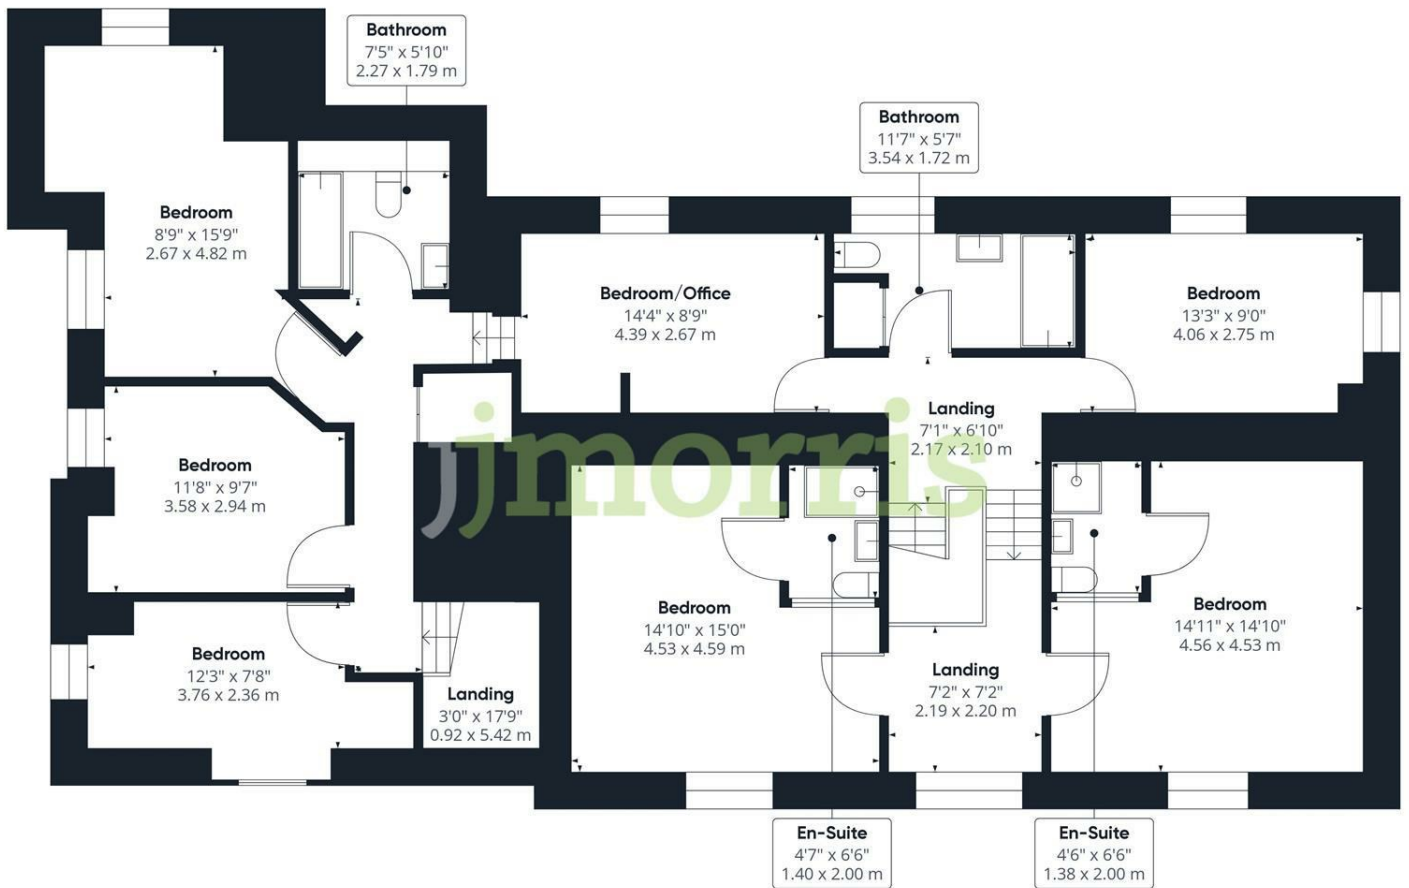 Bathroom
7'5" x 5'10"
2.27 x 1.79 m
Bathroom
11'7" x 5'7"
3.54 x 1.72 m
Bedroom
8'9" x 15'9"
2.67 x 4.82 m
Bedroom/Office
14'4" x 8'9"
4.39 x 2.67 m
Bedroom
13'3" x 9'0"
4.06 x 2.75 m
Landing
7'1" x 6'10"
2.17 x 2.10 m
Bedroom
11'8" x 9'7"
3.58 x 2.94 m
jjmorris
Bedroom
14'10" x 15'0"
4.53 x 4.59 m
Bedroom
14'11" x 14'10"
4.56 x 4.53 m
Bedroom
12'3" x 7'8"
3.76 x 2.36 m
Landing
3'0" x 17'9"
0.92 x 5.42 m
Landing
7'2" x 7'2"
2.19 x 2.20 m
En-Suite
4'7" x 6'6"
1.40 x 2.00 m
En-Suite
4'6" x 6'6"
1.38 x 2.00 m